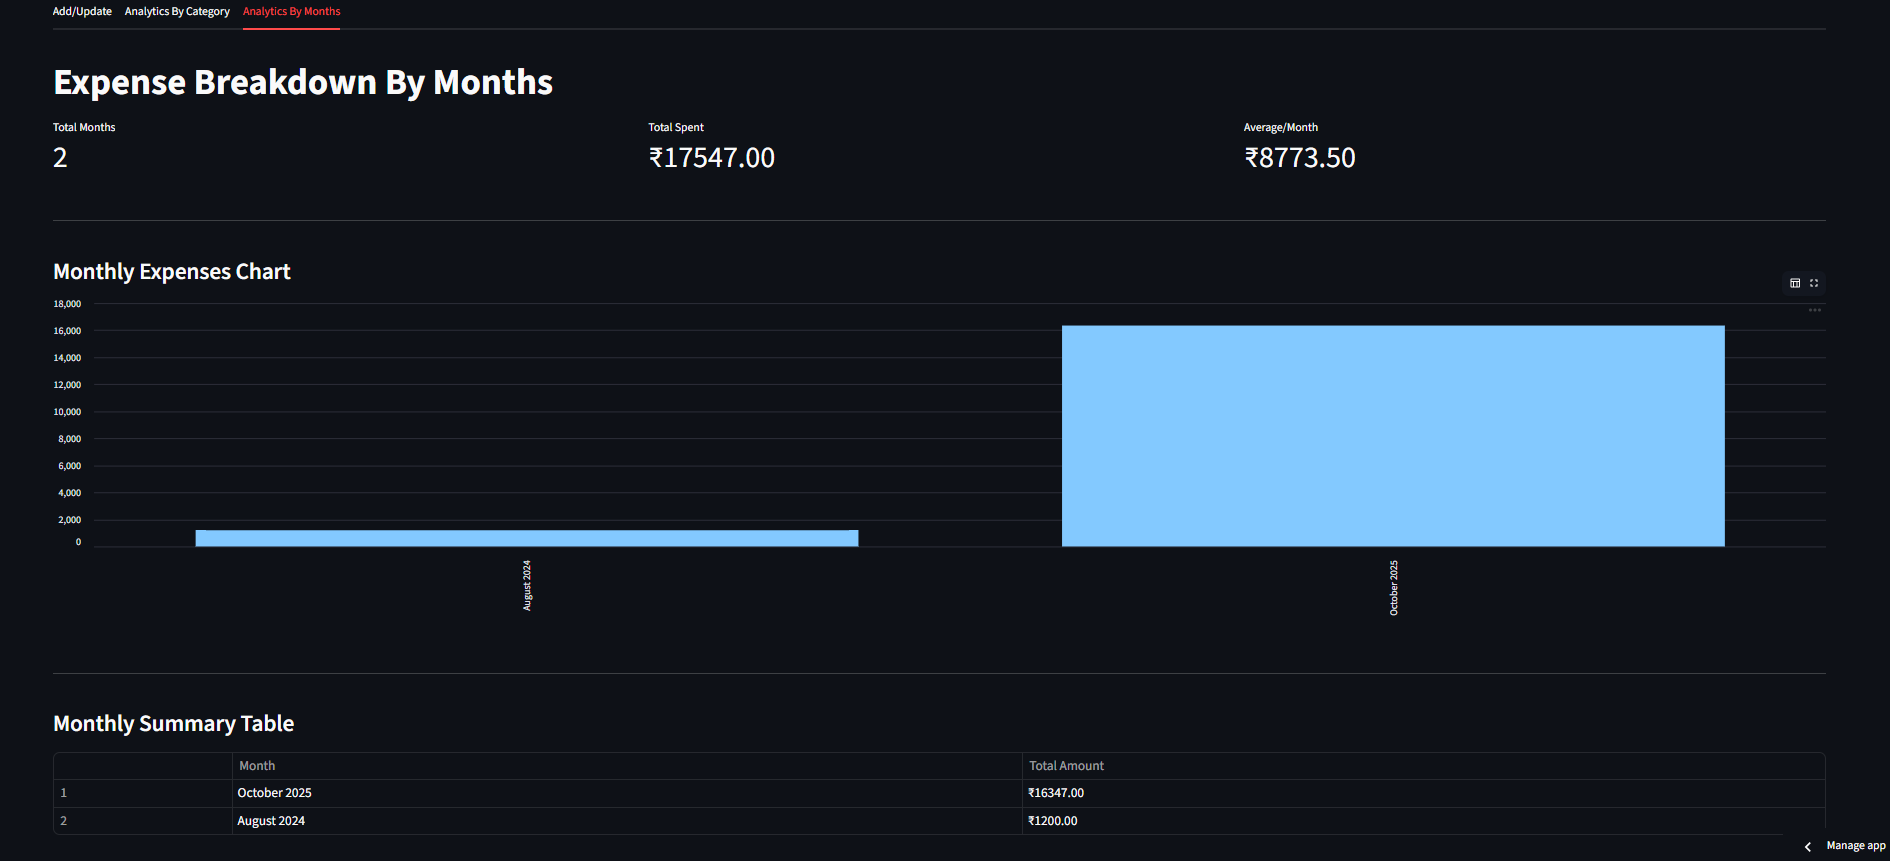 Add/Update Analytics By Category Analytics By Months
Expense Breakdown By Months
Total Months Total Spent Average/Month
2 ₹17547.00 ₹8773.50
Monthly Expenses Chart
18,000
16,000
14,000
12,000
10,000
8,000
6,000
4,000
2,000
0
August 2024 October 2025
Monthly Summary Table
Month Total Amount
1 October 2025 ₹16347.00
2 August 2024 ₹1200.00
Manage app